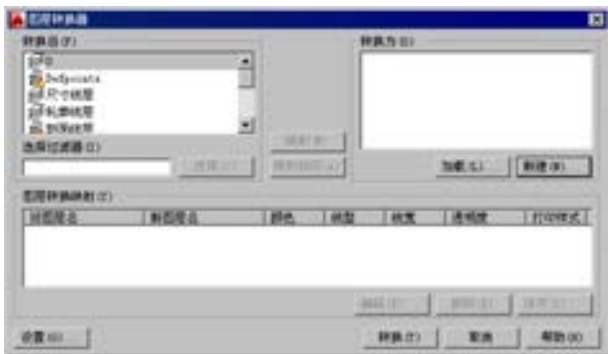 图层转换器
转换自(F)
转换为(O)
0
Defpoints
尺寸线层
轮廓线层
剖面线层
选择过滤器(I)
选择(C)
映射(M)
映射相同(A)
加载(L)...
新建(W)...
图层转换映射(Y)
旧图层名
新图层名
颜色
线型
线宽
透明度
打印样式
编辑(E)...
删除(R)
保存(S)...
设置(G)...
转换(T)
取消
帮助(H)